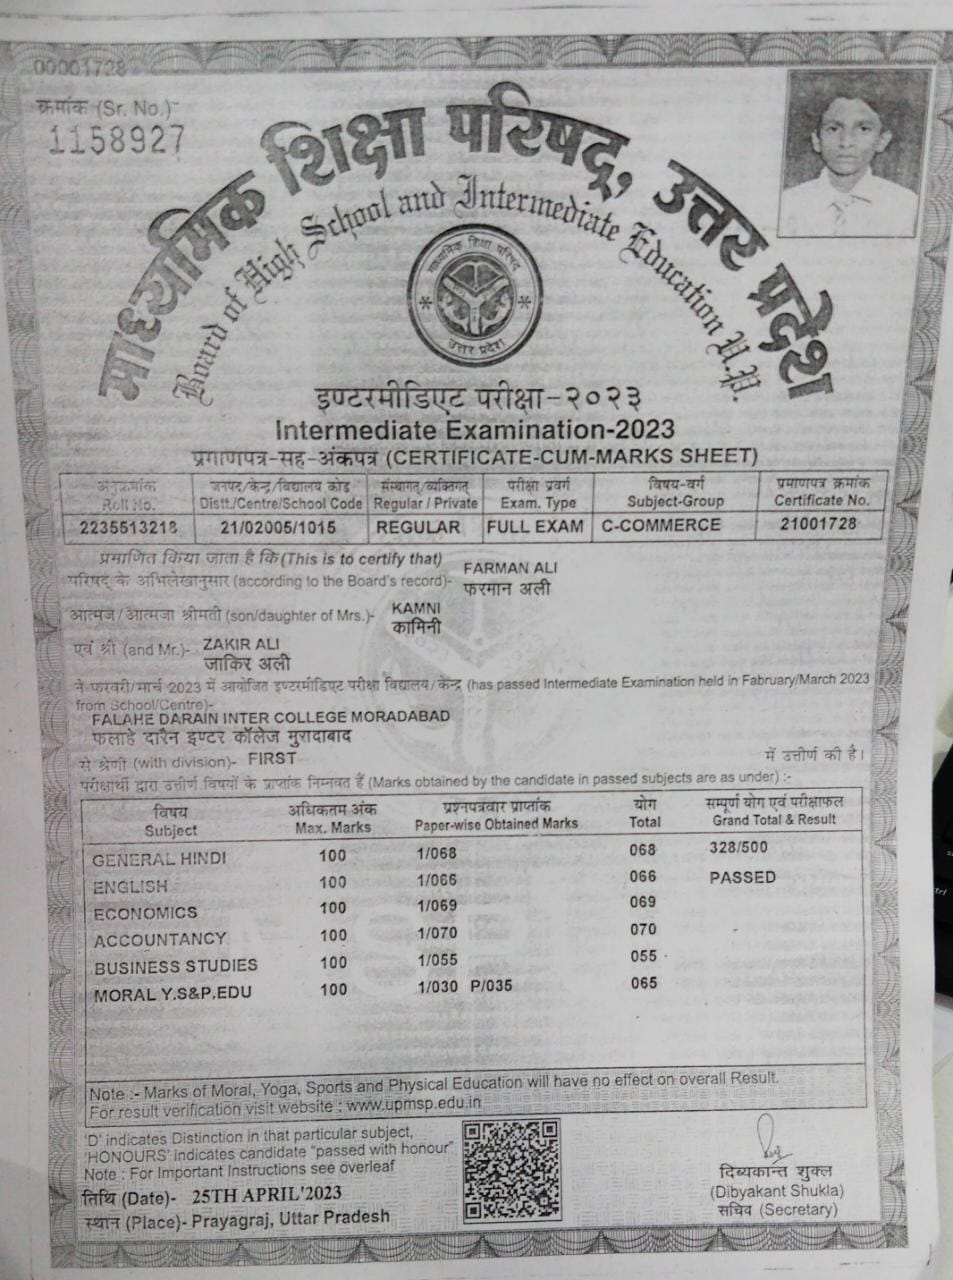 00001728
क्रमांक (Sr. No.)-
1158927
माध्यमिक शिक्षा परिषद्, उत्तर प्रदेश
Board of High School and Intermediate Education U.P.
माध्यमिक शिक्षा परिषद्
उत्तर प्रदेश
इण्टरमीडिएट परीक्षा-२०२३
Intermediate Examination-2023
प्रमाणपत्र-सह-अंकपत्र (CERTIFICATE-CUM-MARKS SHEET)
अनुक्रमांक जनपद/केन्द्र/विद्यालय कोड संस्थागत/व्यक्तिगत परीक्षा प्रवर्ग विषय-वर्ग प्रमाणपत्र क्रमांक
Roll No. Distt./Centre/School Code Regular / Private Exam. Type Subject-Group Certificate No.
2235513218 21/02005/1015 REGULAR FULL EXAM C-COMMERCE 21001728
प्रमाणित किया जाता है कि (This is to certify that) FARMAN ALI
परिषद् के अभिलेखानुसार (according to the Board's record)- फरमान अली
आत्मज/आत्मजा श्रीमती (son/daughter of Mrs.)- KAMNI
कामिनी
एवं श्री (and Mr.)- ZAKIR ALI
जाकिर अली
ने फरवरी/मार्च 2023 में आयोजित इण्टरमीडिएट परीक्षा विद्यालय/केन्द्र (has passed Intermediate Examination held in Fabruary/March 2023
from School/Centre)-
FALAHE DARAIN INTER COLLEGE MORADABAD
फलाहे दारैन इण्टर कॉलेज मुरादाबाद
से श्रेणी (with division)- FIRST में उत्तीर्ण की है।
परीक्षार्थी द्वारा उत्तीर्ण विषयों के प्राप्तांक निम्नवत हैं (Marks obtained by the candidate in passed subjects are as under) :-
विषय अधिकतम अंक प्रश्नपत्रवार प्राप्तांक योग सम्पूर्ण योग एवं परीक्षाफल
Subject Max. Marks Paper-wise Obtained Marks Total Grand Total & Result
GENERAL HINDI 100 1/068 068 328/500
ENGLISH 100 1/066 066 PASSED
ECONOMICS 100 1/069 069
ACCOUNTANCY 100 1/070 070
BUSINESS STUDIES 100 1/055 055
MORAL Y.S&P.EDU 100 1/030 P/035 065
Note :- Marks of Moral, Yoga, Sports and Physical Education will have no effect on overall Result.
For result verification visit website : www.upmsp.edu.in
'D' indicates Distinction in that particular subject,
'HONOURS' indicates candidate "passed with honour"
Note : For Important Instructions see overleaf
तिथि (Date)- 25TH APRIL'2023
स्थान (Place)- Prayagraj, Uttar Pradesh
दिब्यकान्त शुक्ल
(Dibyakant Shukla)
सचिव (Secretary)